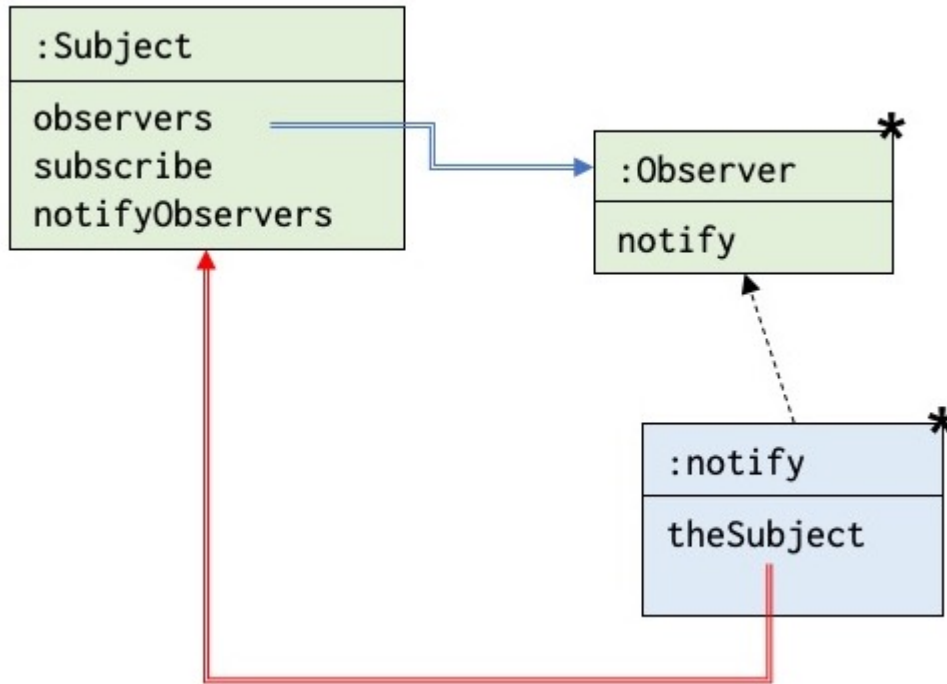 :Subject
observers
subscribe
notifyObservers
*
:Observer
notify
*
:notify
theSubject